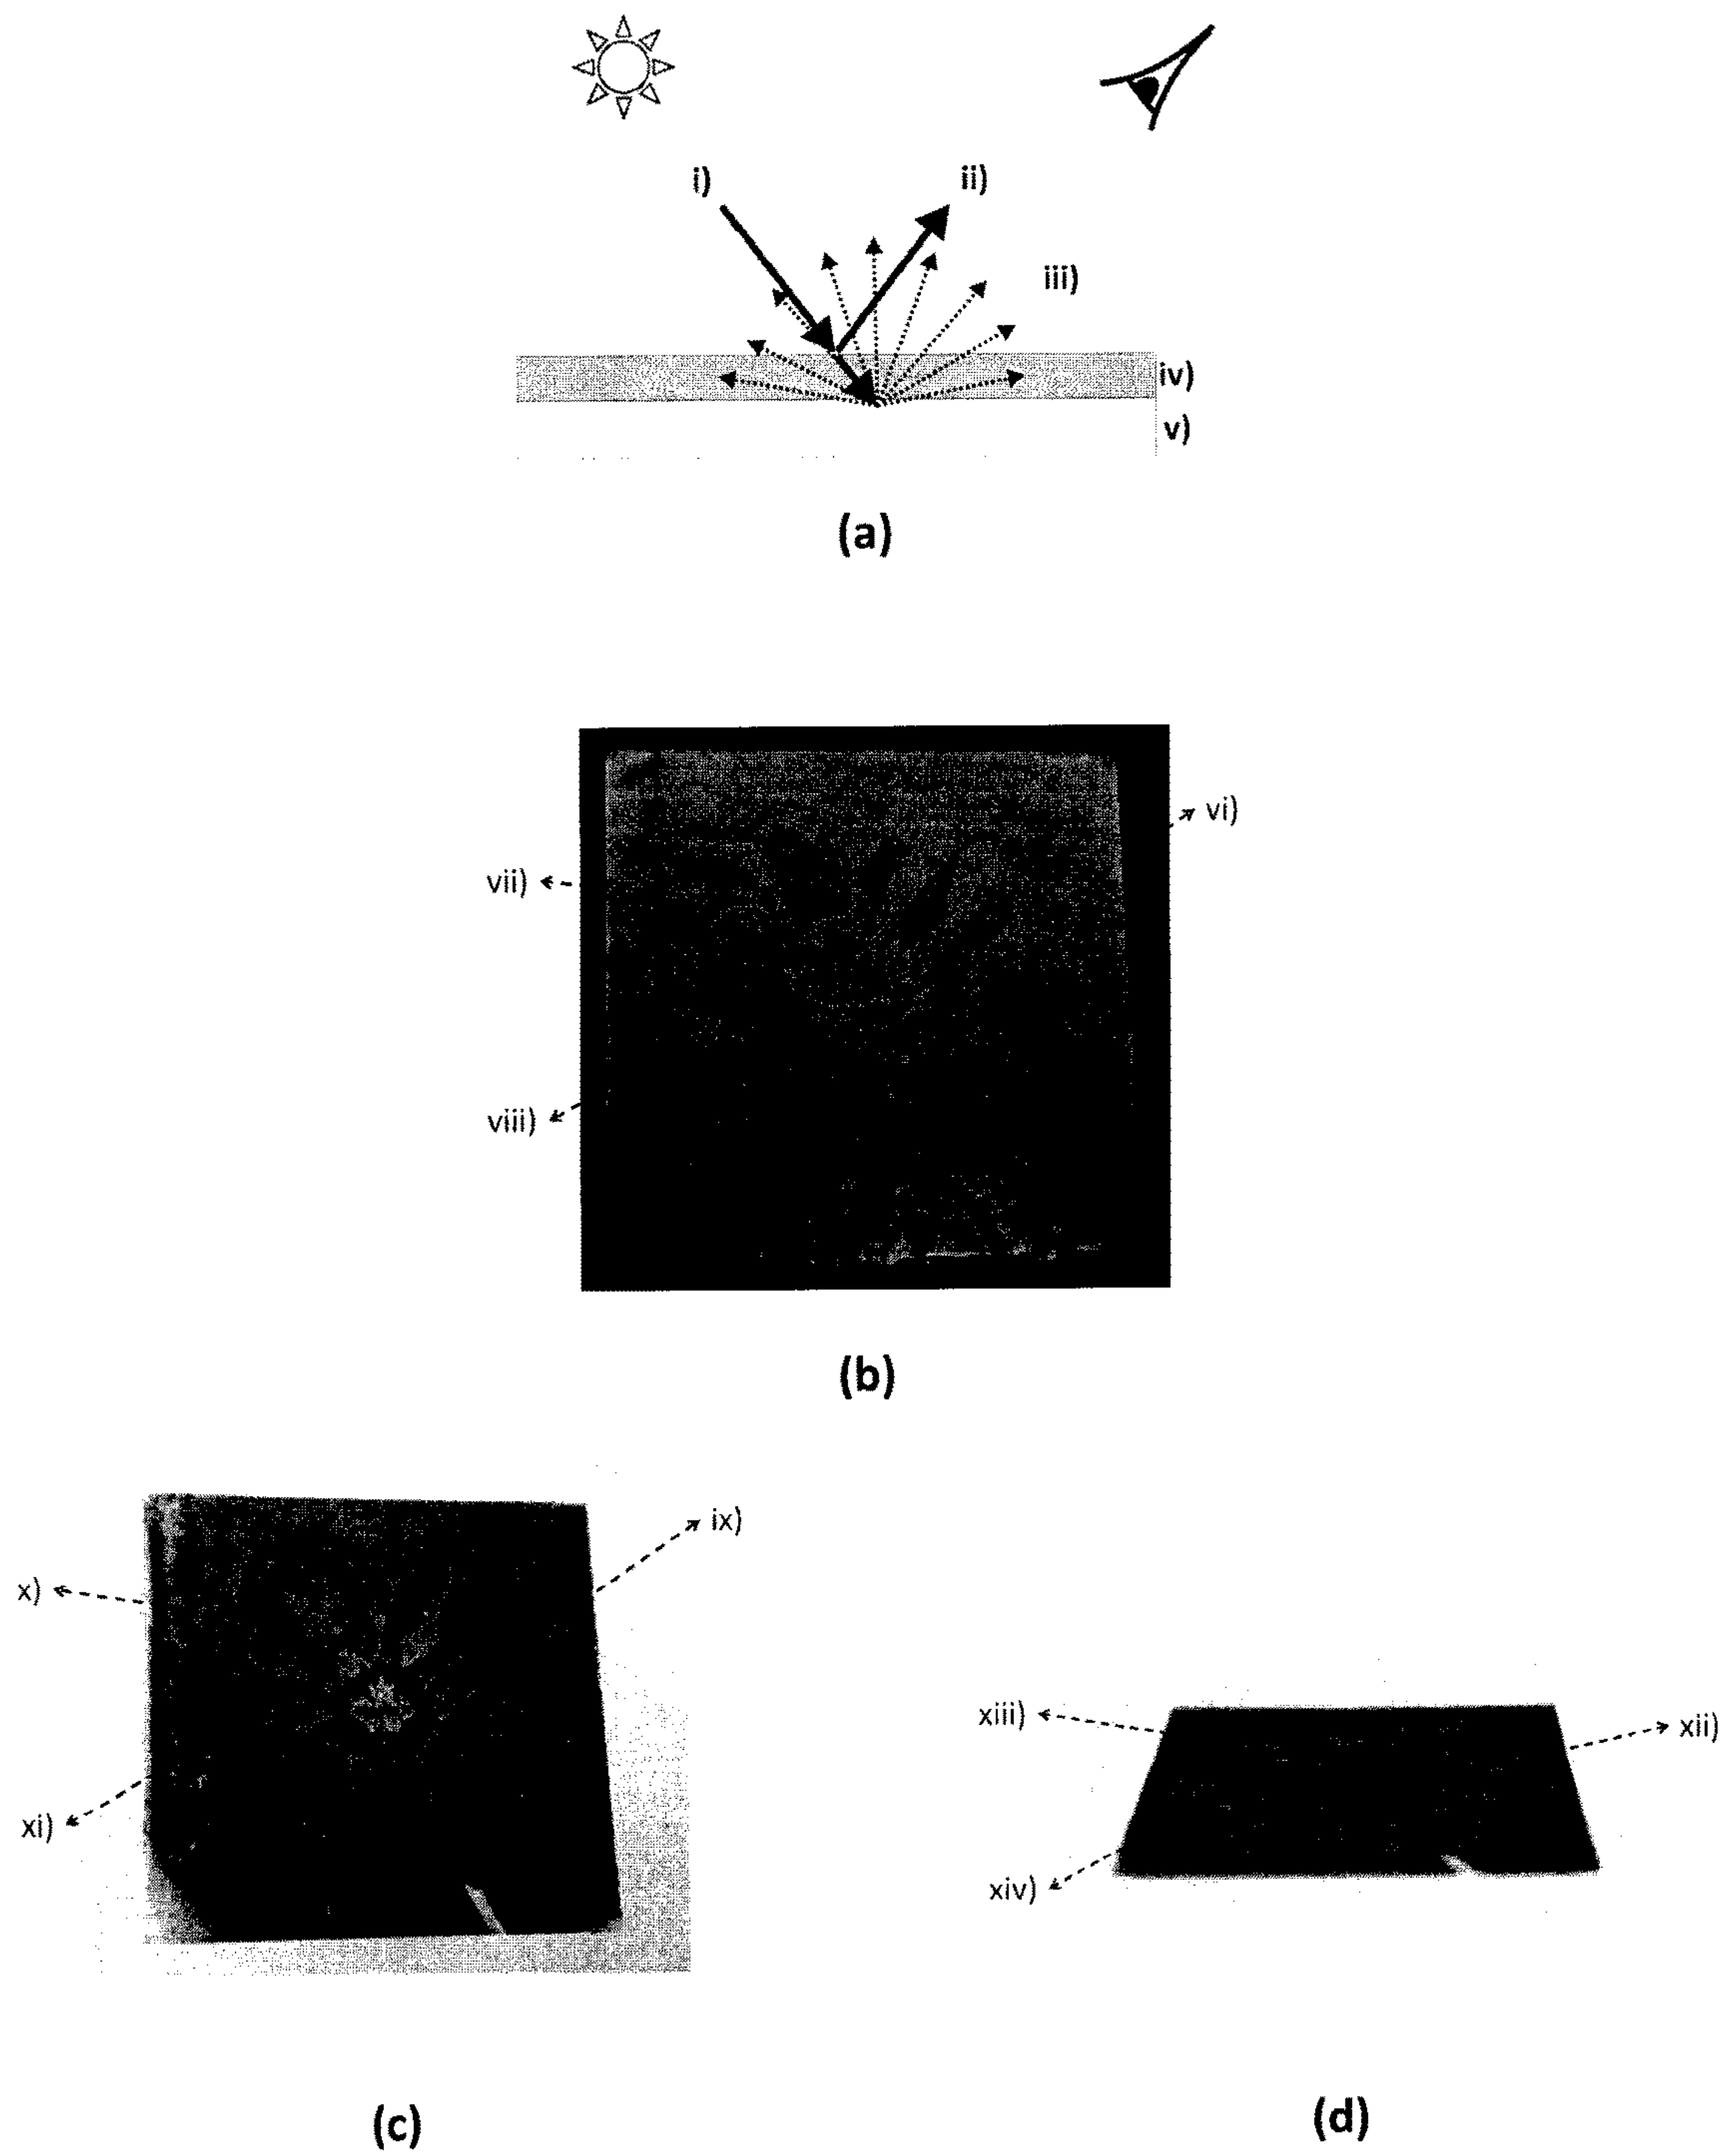 i)
ii)
iii)
iv)
v)
(a)
vi)
vii)
viii)
(b)
ix)
x)
xi)
xiii)
xii)
xiv)
(c)
(d)